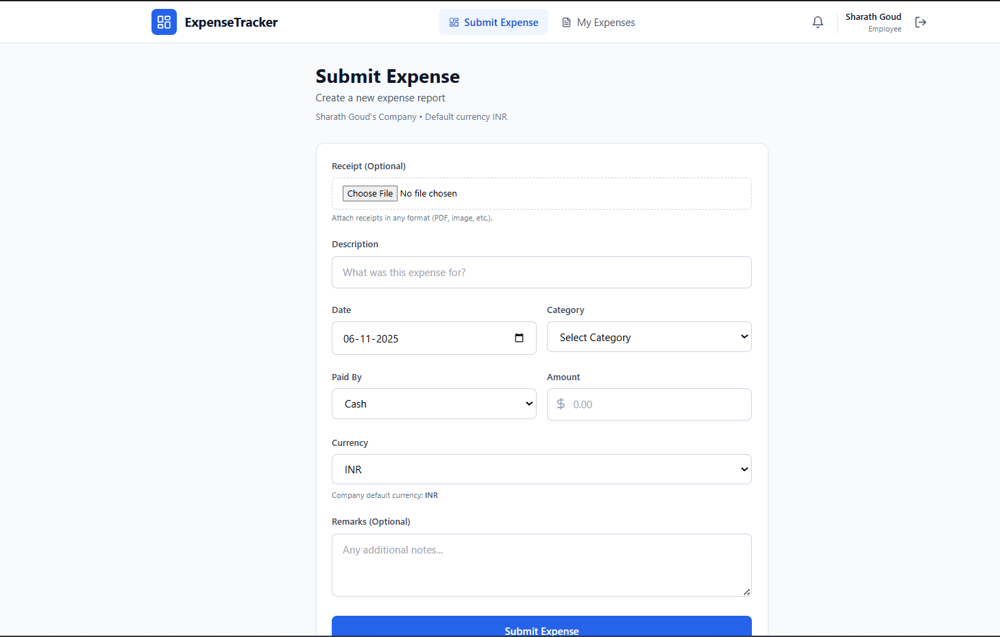 ExpenseTracker
Submit Expense
My Expenses
Sharath Goud
Employee
Submit Expense
Create a new expense report
Sharath Goud's Company • Default currency INR
Receipt (Optional)
Choose File No file chosen
Attach receipts in any format (PDF, image, etc.).
Description
What was this expense for?
Date
Category
06-11-2025
Select Category
Paid By
Amount
Cash
$ 0.00
Currency
INR
Company default currency: INR
Remarks (Optional)
Any additional notes...
Submit Expense